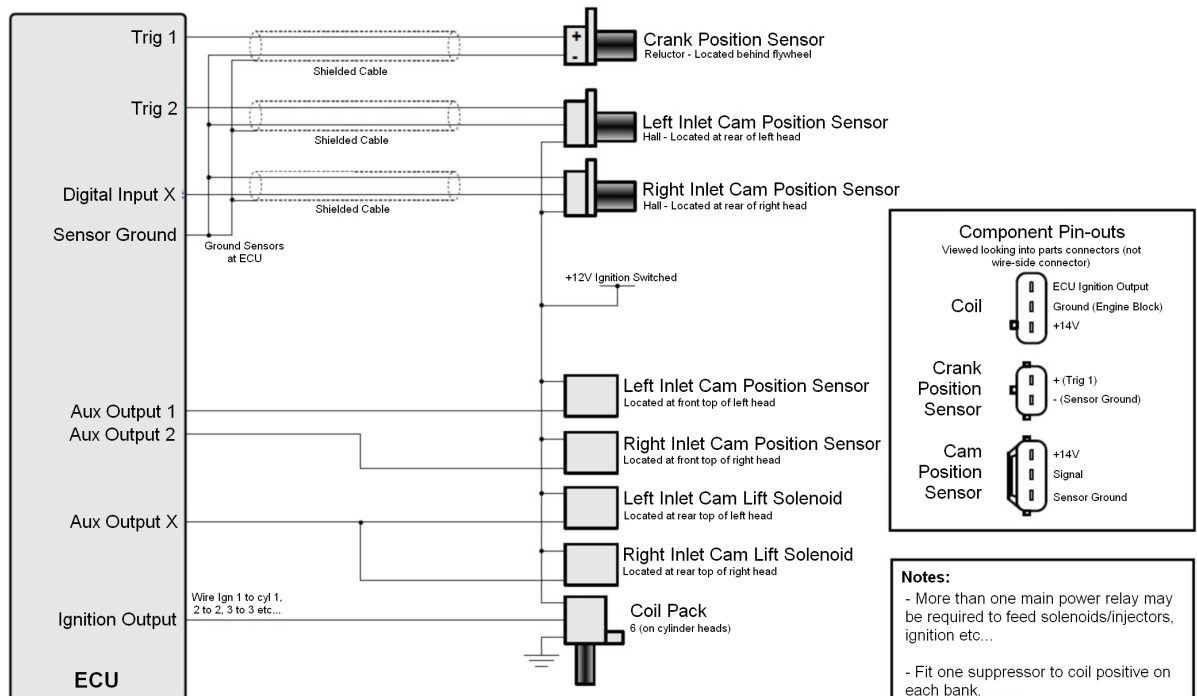 Trig 1
Shielded Cable
+
-
Crank Position Sensor
Reluctor - Located behind flywheel
Trig 2
Shielded Cable
Left Inlet Cam Position Sensor
Hall - Located at rear of left head
Digital Input X
Shielded Cable
Right Inlet Cam Position Sensor
Hall - Located at rear of right head
Sensor Ground
Ground Sensors
at ECU
+12V Ignition Switched
Aux Output 1
Left Inlet Cam Position Sensor
Located at front top of left head
Aux Output 2
Right Inlet Cam Position Sensor
Located at front top of right head
Left Inlet Cam Lift Solenoid
Located at rear top of left head
Aux Output X
Right Inlet Cam Lift Solenoid
Located at rear top of right head
Wire Ign 1 to cyl 1,
2 to 2, 3 to 3 etc...
Ignition Output
Coil Pack
6 (on cylinder heads)
ECU
Component Pin-outs
Viewed looking into parts connectors (not
wire-side connector)
Coil
ECU Ignition Output
Ground (Engine Block)
+14V
Crank
Position
Sensor
+ (Trig 1)
- (Sensor Ground)
Cam
Position
Sensor
+14V
Signal
Sensor Ground
Notes:
- More than one main power relay may
be required to feed solenoids/injectors,
ignition etc...
- Fit one suppressor to coil positive on
each bank.